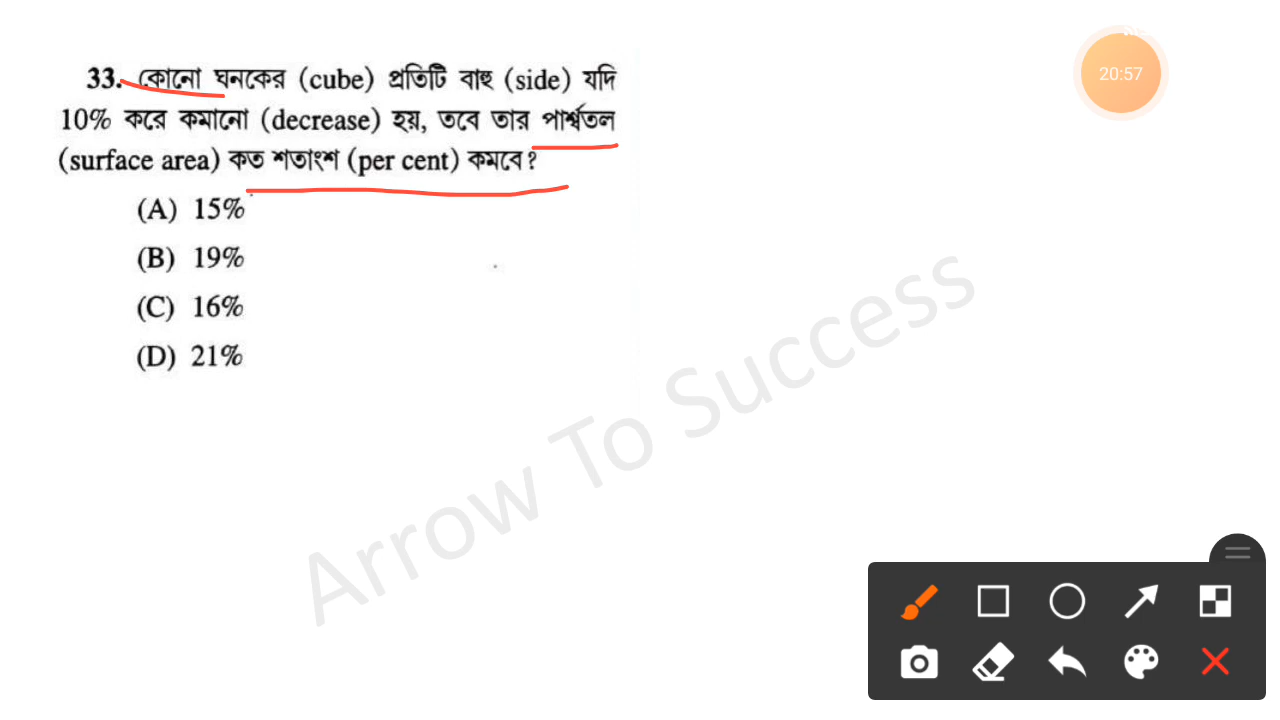 20:57
33. কোনো ঘনকের (cube) প্রতিটি বাহু (side) যদি
10% করে কমানো (decrease) হয়, তবে তার পার্শ্বতল
(surface area) কত শতাংশ (per cent) কমবে?
(A) 15%
(B) 19%
(C) 16%
(D) 21%
Arrow To Success